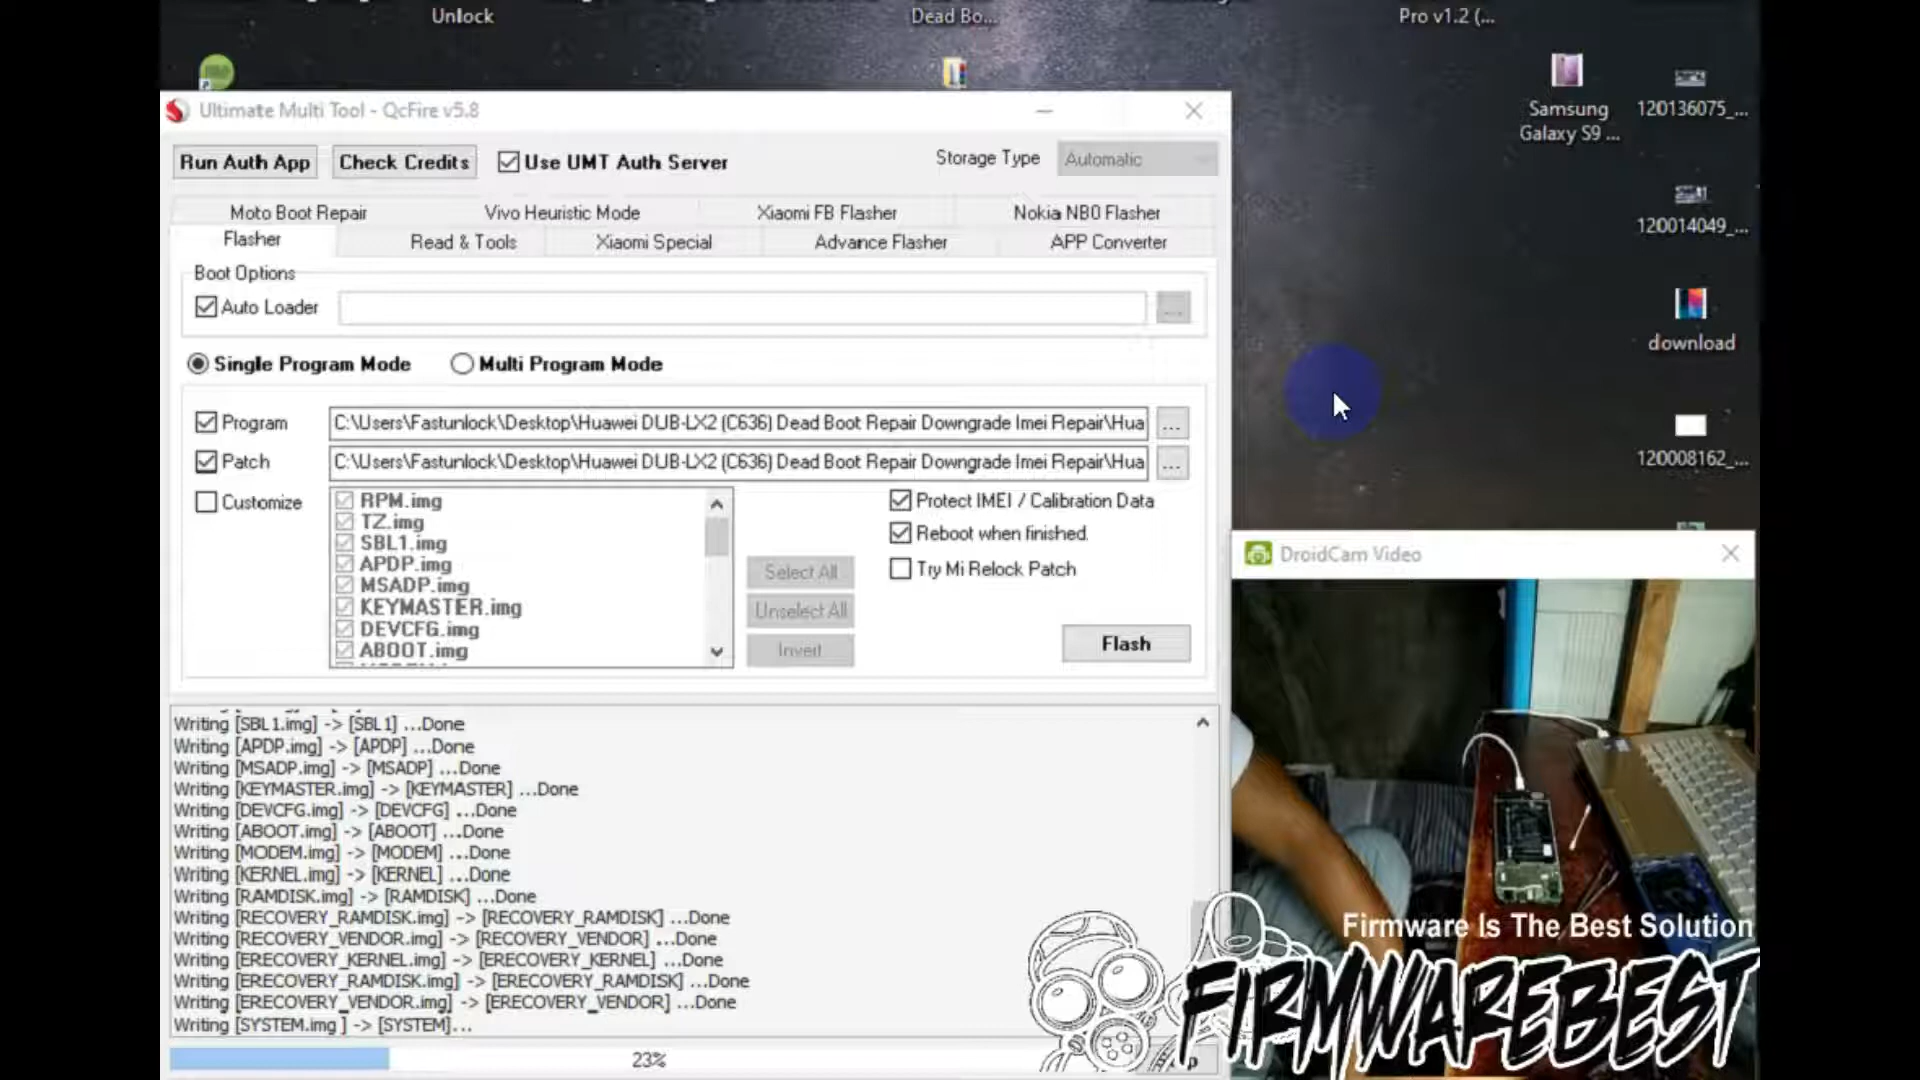 Unlock
Dead Bo...
Pro v1.2 (...
Samsung
Galaxy S9 ...
120136075_...
120014049_...
download
120008162_...
Ultimate Multi Tool - QcFire v5.8
Run Auth App
Check Credits
Use UMT Auth Server
Storage Type
Automatic
Moto Boot Repair
Vivo Heuristic Mode
Xiaomi FB Flasher
Nokia NB0 Flasher
Flasher
Read & Tools
Xiaomi Special
Advance Flasher
APP Converter
Boot Options
Auto Loader
...
Single Program Mode
Multi Program Mode
Program
C:\Users\Fastunlock\Desktop\Huawei DUB-LX2 (C636) Dead Boot Repair Downgrade Imei Repair\Hua
...
Patch
C:\Users\Fastunlock\Desktop\Huawei DUB-LX2 (C636) Dead Boot Repair Downgrade Imei Repair\Hua
...
Customize
RPM.img
TZ.img
SBL1.img
APDP.img
MSADP.img
KEYMASTER.img
DEVCFG.img
ABOOT.img
Select All
Unselect All
Invert
Protect IMEI / Calibration Data
Reboot when finished.
Try Mi Relock Patch
Flash
Writing [SBL1.img] -> [SBL1] ...Done
Writing [APDP.img] -> [APDP] ...Done
Writing [MSADP.img] -> [MSADP] ...Done
Writing [KEYMASTER.img] -> [KEYMASTER] ...Done
Writing [DEVCFG.img] -> [DEVCFG] ...Done
Writing [ABOOT.img] -> [ABOOT] ...Done
Writing [MODEM.img] -> [MODEM] ...Done
Writing [KERNEL.img] -> [KERNEL] ...Done
Writing [RAMDISK.img] -> [RAMDISK] ...Done
Writing [RECOVERY_RAMDISK.img] -> [RECOVERY_RAMDISK] ...Done
Writing [RECOVERY_VENDOR.img] -> [RECOVERY_VENDOR] ...Done
Writing [ERECOVERY_KERNEL.img] -> [ERECOVERY_KERNEL] ...Done
Writing [ERECOVERY_RAMDISK.img] -> [ERECOVERY_RAMDISK] ...Done
Writing [ERECOVERY_VENDOR.img] -> [ERECOVERY_VENDOR] ...Done
Writing [SYSTEM.img ] -> [SYSTEM]...
23%
DroidCam Video
Firmware Is The Best Solution
FIRMWAREBEST